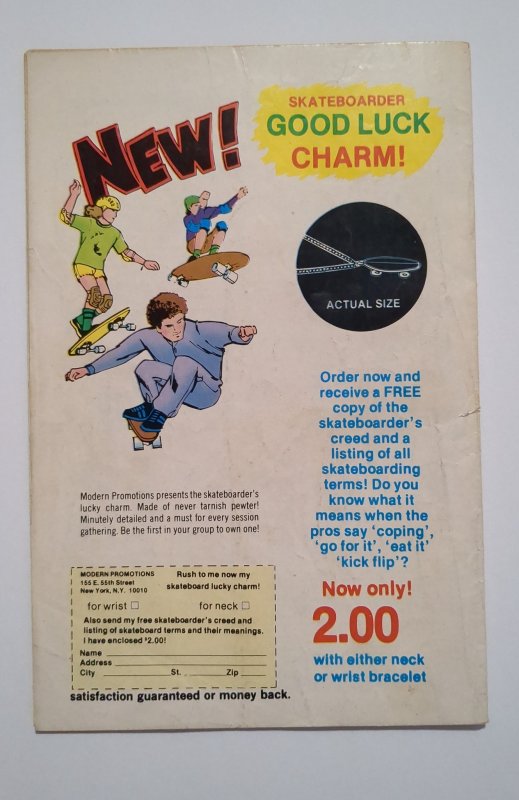 NEW!
SKATEBOARDER
GOOD LUCK
CHARM!
ACTUAL SIZE
Order now and
receive a FREE
copy of the
skateboarder's
creed and a
listing of all
skateboarding
terms! Do you
know what it
means when the
pros say 'coping',
'go for it', 'eat it'
'kick flip'?
Now only!
2.00
with either neck
or wrist bracelet
Modern Promotions presents the skateboarder's
lucky charm. Made of never tarnish pewter!
Minutely detailed and a must for every session
gathering. Be the first in your group to own one!
MODERN PROMOTIONS
155 E. 55th Street
New York, N.Y. 10010
Rush to me now my
skateboard lucky charm!
for wrist □ for neck □
Also send my free skateboarder's creed and
listing of skateboard terms and their meanings.
I have enclosed $2.00!
Name
Address
City St. Zip
satisfaction guaranteed or money back.